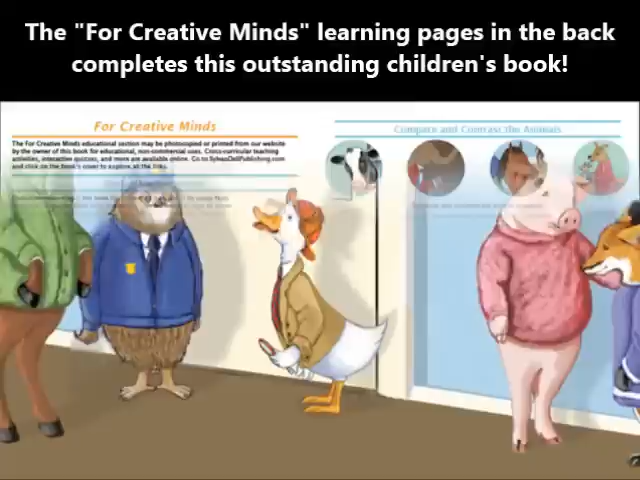 The "For Creative Minds" learning pages in the back
completes this outstanding children's book!
For Creative Minds
The For Creative Minds educational section may be photocopied or printed from our website
by the owner of this book for educational, non-commercial uses. Cross-curricular teaching
activities, interactive quizzes, and more are available online. Go to SylvanDellPublishing.com
and click on the book's cover to explore all the links.
Compare and Contrast the Animals